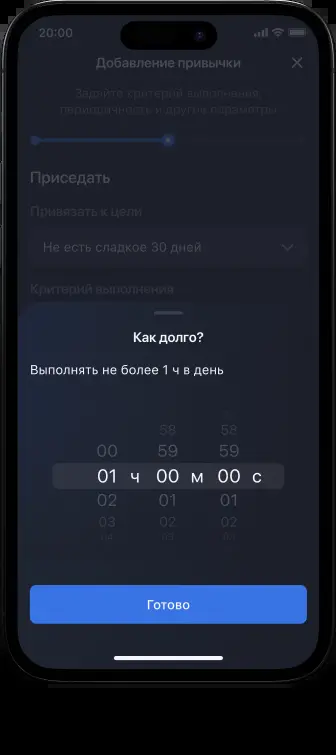 20:00
Добавление привычки
Задайте критерий выполнения,
периодичность и другие параметры
Приседать
Привязать к цели
Не есть сладкое 30 дней
Критерий выполнения
Как долго?
Выполнять не более 1 ч в день
58 58
00 59 59
01 ч 00 м 00 с
02 01 01
03 02 02
04 03 03
Готово